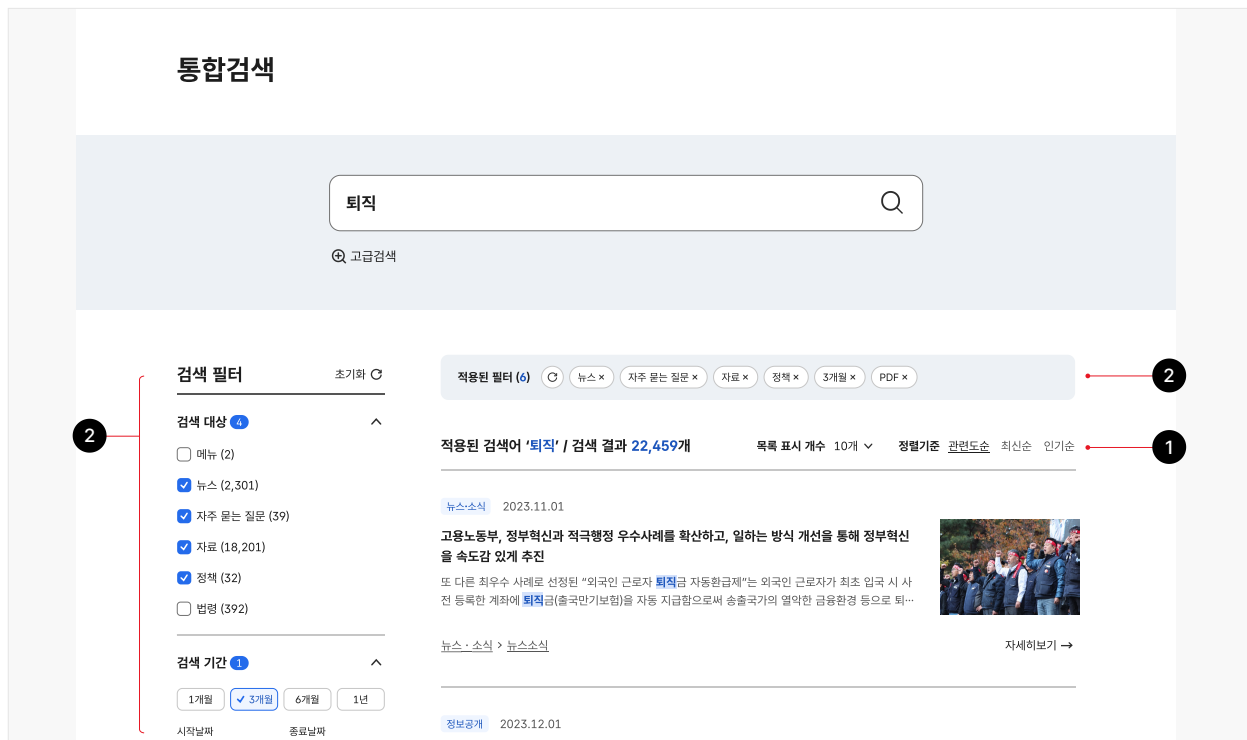 통합검색
퇴직
고급검색
검색 필터 초기화
2
검색 대상 4
메뉴 (2)
뉴스 (2,301)
자주 묻는 질문 (39)
자료 (18,201)
정책 (32)
법령 (392)
검색 기간 1
1개월 3개월 6개월 1년
시작날짜 종료날짜
적용된 필터 (6) 뉴스 × 자주 묻는 질문 × 자료 × 정책 × 3개월 × PDF ×
2
적용된 검색어 ‘퇴직’ / 검색 결과 22,459개 목록 표시 개수 10개 정렬기준 관련도순 최신순 인기순
1
뉴스·소식 2023.11.01
고용노동부, 정부혁신과 적극행정 우수사례를 확산하고, 일하는 방식 개선을 통해 정부혁신
을 속도감 있게 추진
또 다른 최우수 사례로 선정된 “외국인 근로자 퇴직금 자동환급제”는 외국인 근로자가 최초 입국 시 사
전 등록한 계좌에 퇴직금(출국만기보험)을 자동 지급함으로써 송출국가의 열악한 금융환경 등으로 퇴…
뉴스 · 소식 > 뉴스소식 자세히보기 →
정보공개 2023.12.01